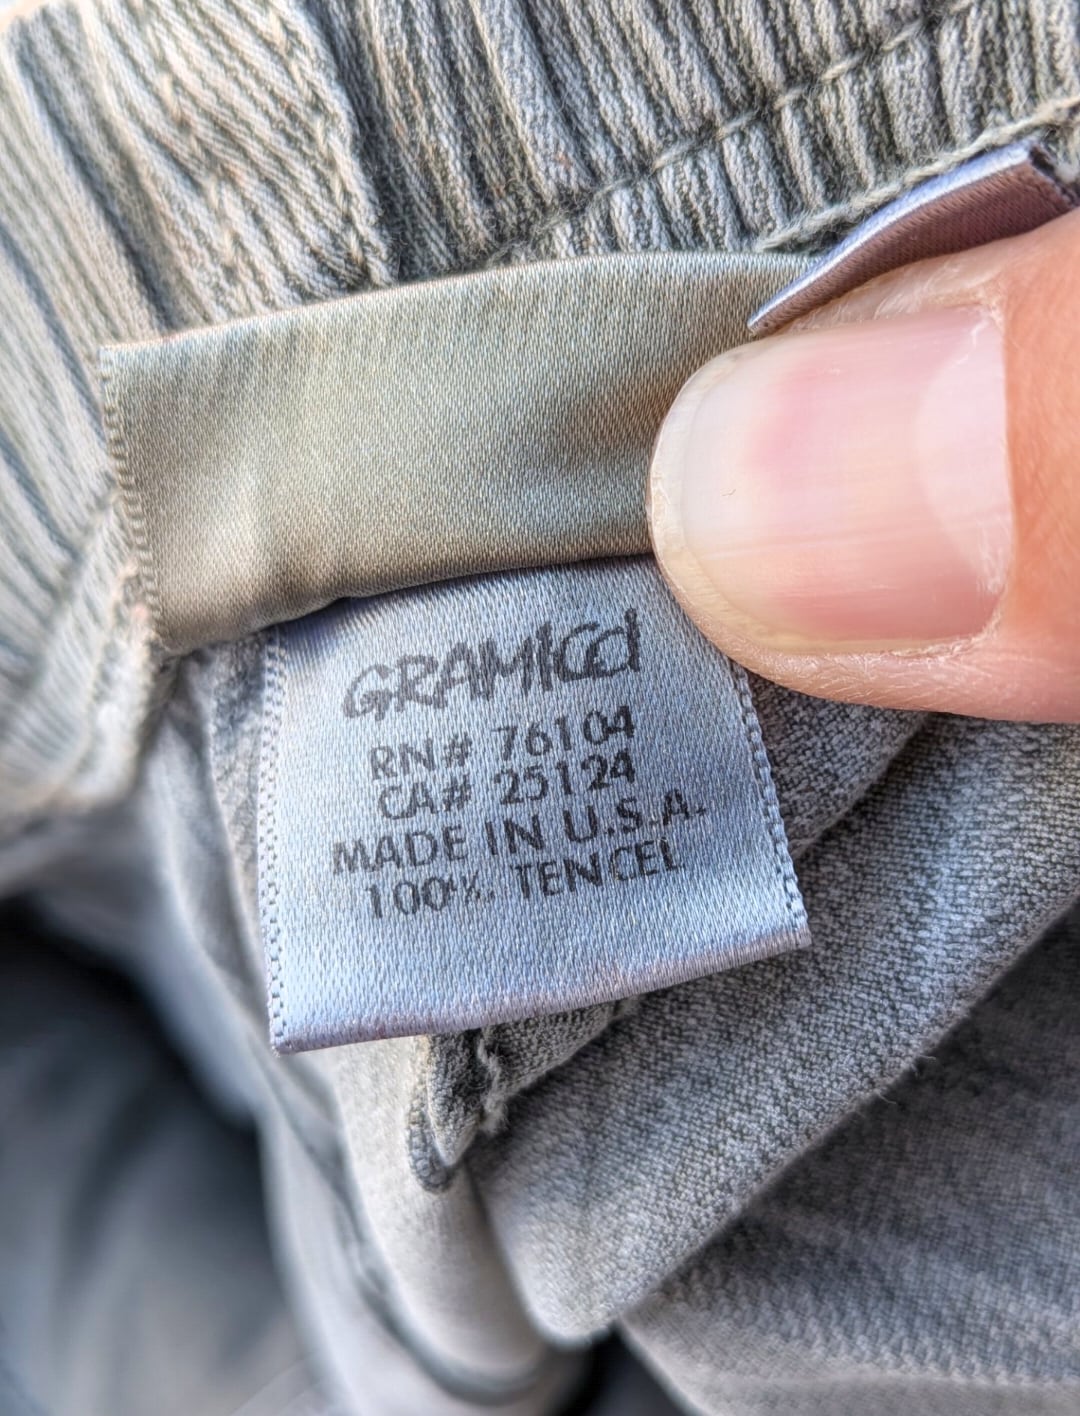 GRAMICCI
RN# 76104
CA# 25124
MADE IN U.S.A.
100% TENCEL